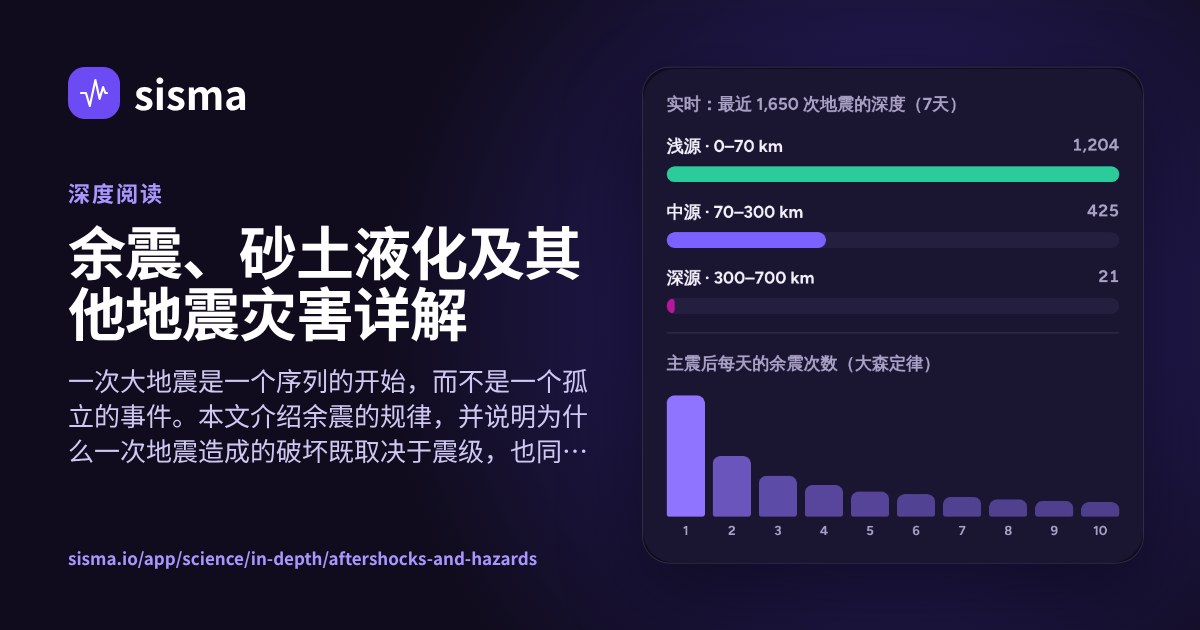 sisma
深度阅读
余震、砂土液化及其
他地震灾害详解
一次大地震是一个序列的开始，而不是一个孤
立的事件。本文介绍余震的规律，并说明为什
么一次地震造成的破坏既取决于震级，也同…
sisma.io/app/science/in-depth/aftershocks-and-hazards
实时：最近 1,650 次地震的深度（7天）
浅源 · 0–70 km 1,204
中源 · 70–300 km 425
深源 · 300–700 km 21
主震后每天的余震次数（大森定律）
1 2 3 4 5 6 7 8 9 10